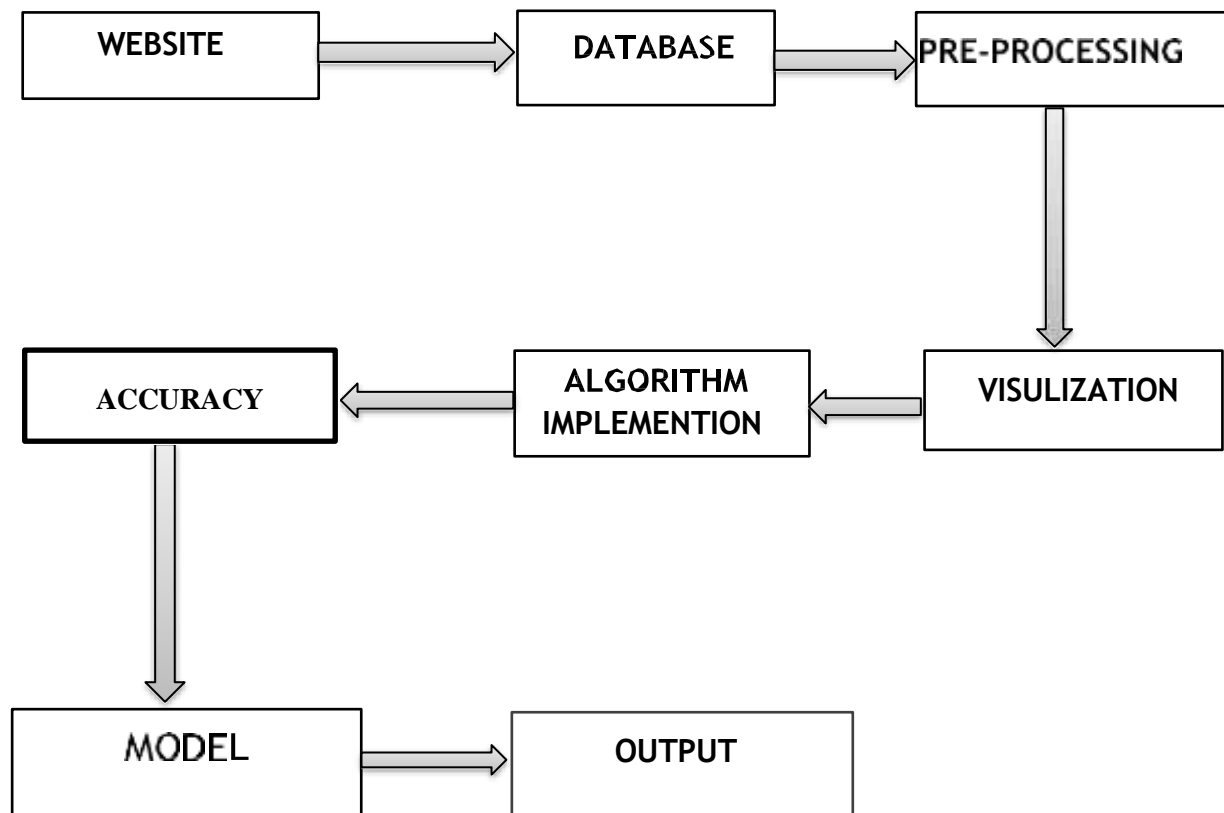 WEBSITE
DATABASE
PRE-PROCESSING
VISULIZATION
ALGORITHM
IMPLEMENTION
ACCURACY
MODEL
OUTPUT